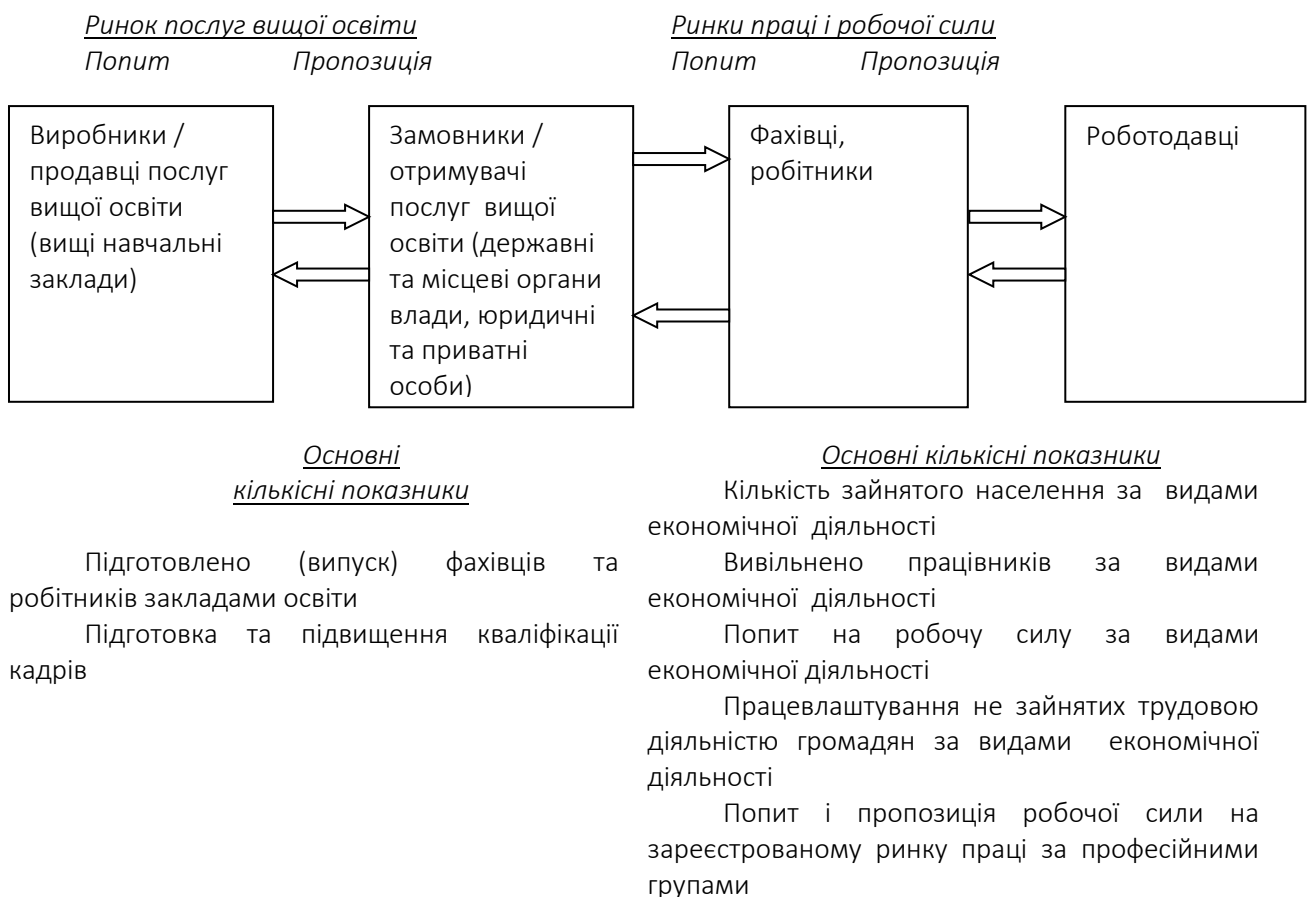 Ринок послуг вищої освіти
Попит Пропозиція
Ринки праці і робочої сили
Попит Пропозиція
Виробники /
продавці послуг
вищої освіти
(вищі навчальні
заклади)
Замовники /
отримувачі
послуг вищої
освіти (державні
та місцеві органи
влади, юридичні
та приватні
особи)
Фахівці,
робітники
Роботодавці
Основні
кількісні показники
Підготовлено (випуск) фахівців та
робітників закладами освіти
Підготовка та підвищення кваліфікації
кадрів
Основні кількісні показники
Кількість зайнятого населення за видами
економічної діяльності
Вивільнено працівників за видами
економічної діяльності
Попит на робочу силу за видами
економічної діяльності
Працевлаштування не зайнятих трудовою
діяльністю громадян за видами економічної
діяльності
Попит і пропозиція робочої сили на
зареєстрованому ринку праці за професійними
групами